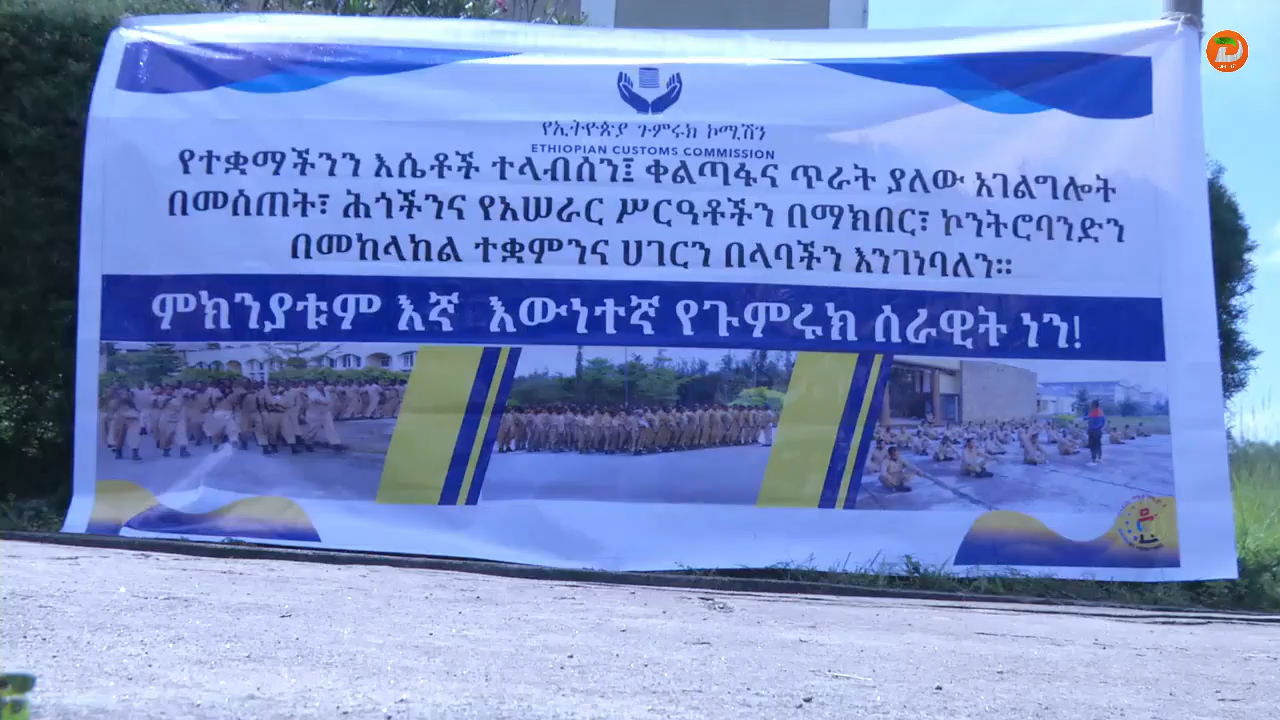 የኢትዮጵያ ጉምሩክ ኮሚሽን
ETHIOPIAN CUSTOMS COMMISSION
የተቋማችንን እሴቶች ተላብሰን፤ ቀልጣፋና ጥራት ያለው አገልግሎት
በመስጠት፣ ሕጎችንና የአሠራር ሥርዓቶችን በማክበር፣ ኮንትሮባንድን
በመከላከል ተቋምንና ሀገርን በላባችን እንገነባለን።
ምክንያቱም እኛ እውነተኛ የጉምሩክ ሰራዊት ነን!